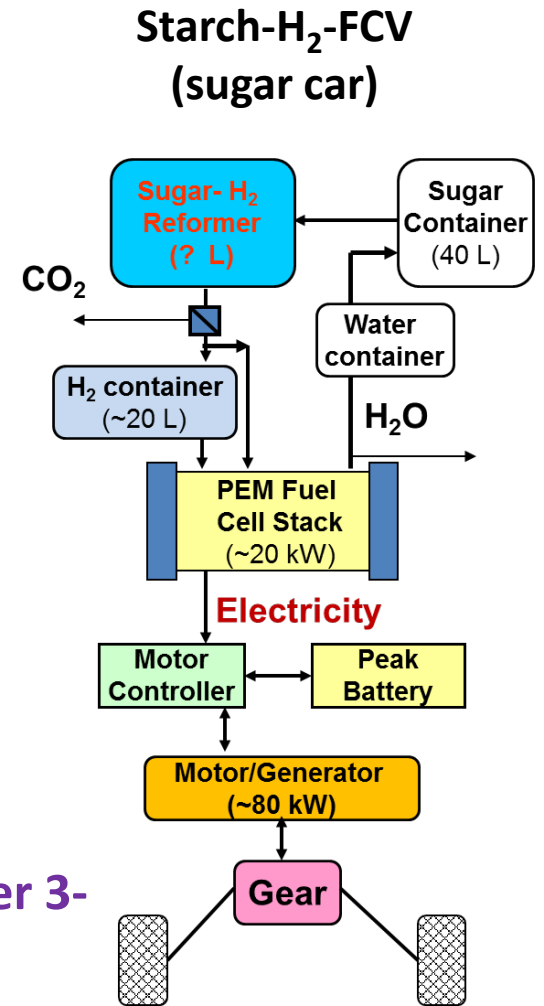 Starch-H₂-FCV
(sugar car)
Sugar- H₂
Reformer
(? L)
Sugar
Container
(40 L)
CO₂
Water
container
H₂ container
(~20 L)
H₂O
PEM Fuel
Cell Stack
(~20 kW)
Electricity
Motor
Controller
Peak
Battery
Motor/Generator
(~80 kW)
er 3-
Gear